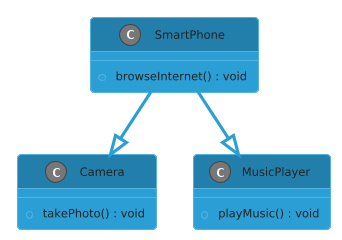 C SmartPhone
browseInternet() : void
C Camera
takePhoto() : void
C MusicPlayer
playMusic() : void